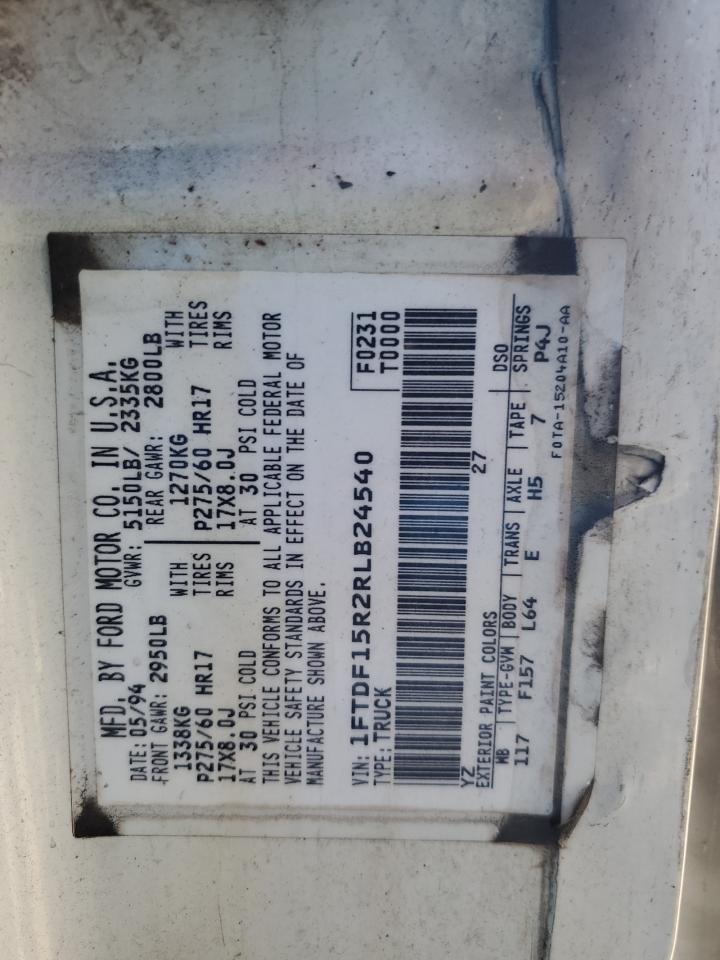 MFD. BY FORD MOTOR CO. IN U.S.A.
DATE: 05/94 GVWR: 5150LB/ 2335KG
FRONT GAWR: 2950LB REAR GAWR: 2800LB
1338KG WITH 1270KG WITH
P275/60 HR17 TIRES P275/60 HR17 TIRES
17X8.0J RIMS 17X8.0J RIMS
AT 30 PSI COLD AT 30 PSI COLD
THIS VEHICLE CONFORMS TO ALL APPLICABLE FEDERAL MOTOR
VEHICLE SAFETY STANDARDS IN EFFECT ON THE DATE OF
MANUFACTURE SHOWN ABOVE.
F0231
VIN: 1FTDF15R2RLB24540 T0000
TYPE: TRUCK
YZ 27
EXTERIOR PAINT COLORS DSO
WB TYPE-GVW BODY TRANS AXLE TAPE SPRINGS
117 F157 L64 E H5 7 P4J
F0TA-15204A10-AA